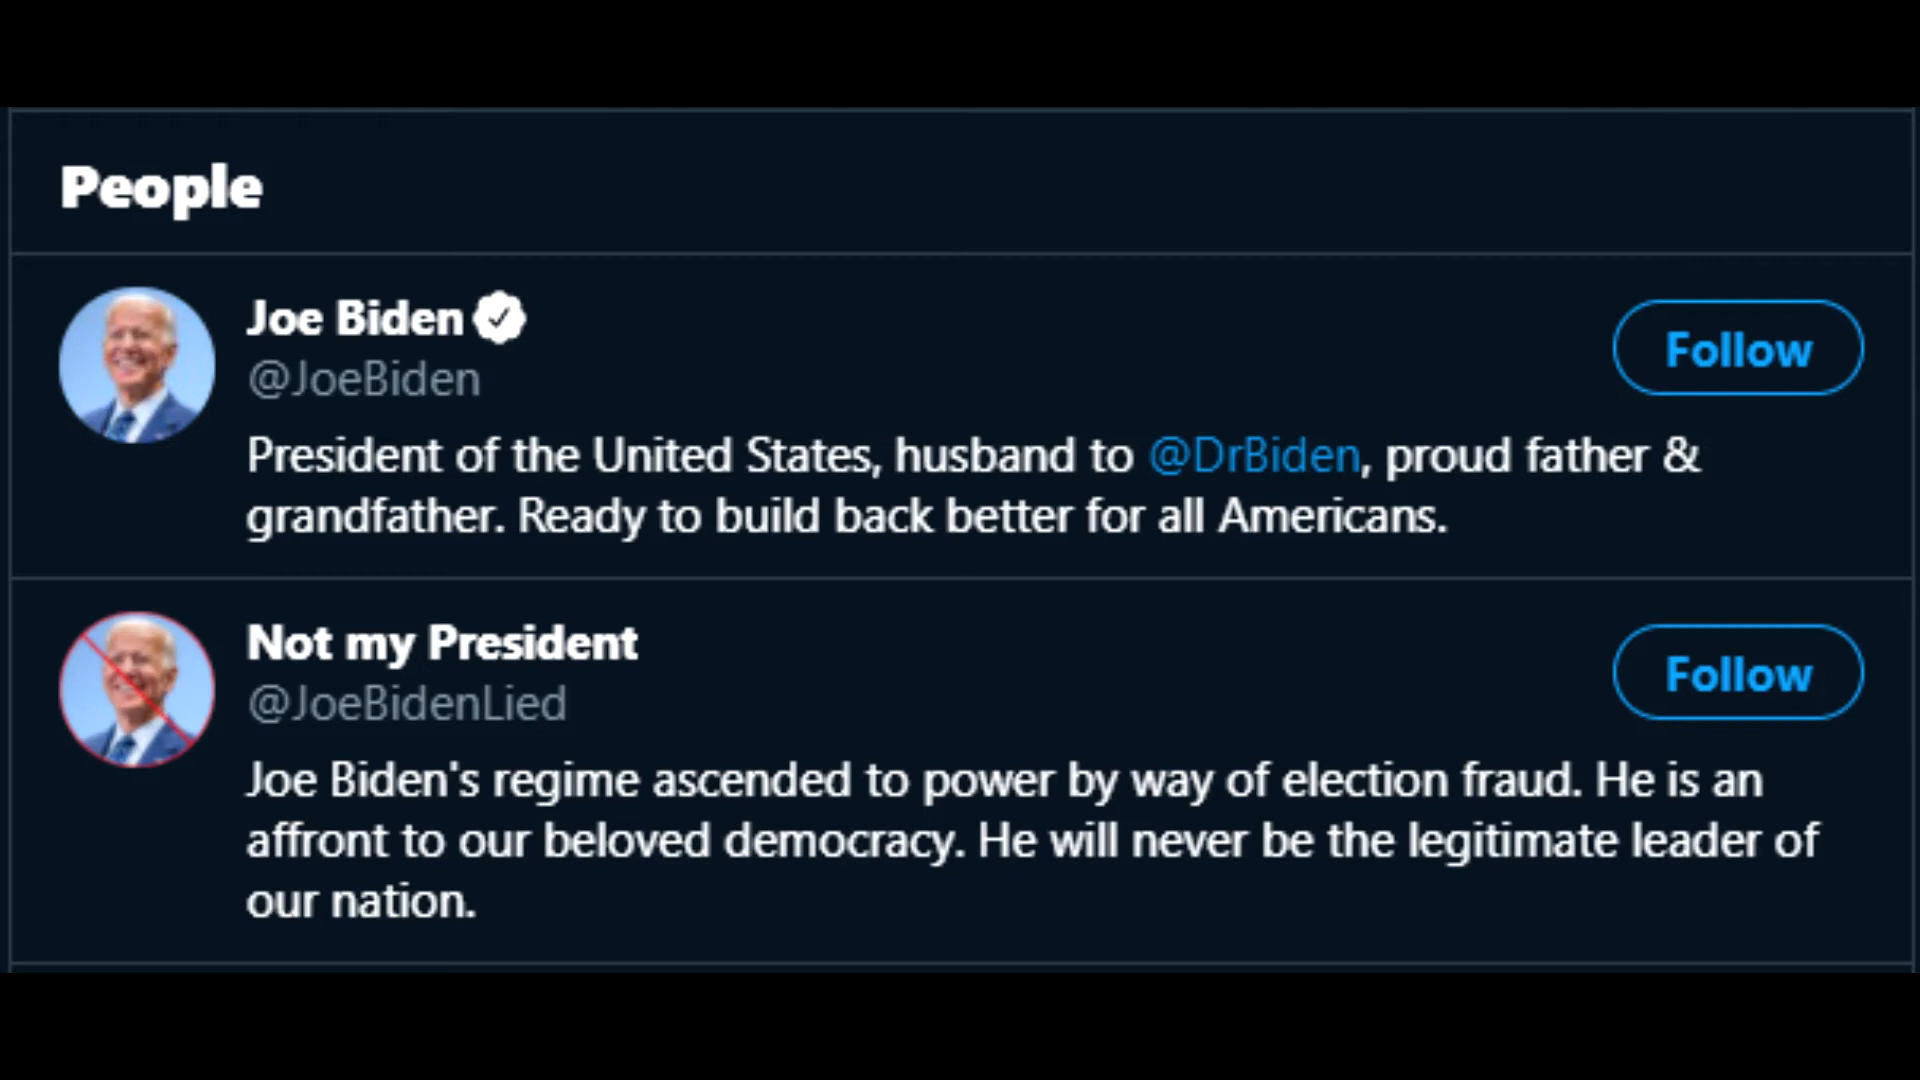 People
Joe Biden
@JoeBiden
Follow
President of the United States, husband to @DrBiden, proud father &
grandfather. Ready to build back better for all Americans.
Not my President
@JoeBidenLied
Follow
Joe Biden's regime ascended to power by way of election fraud. He is an
affront to our beloved democracy. He will never be the legitimate leader of
our nation.